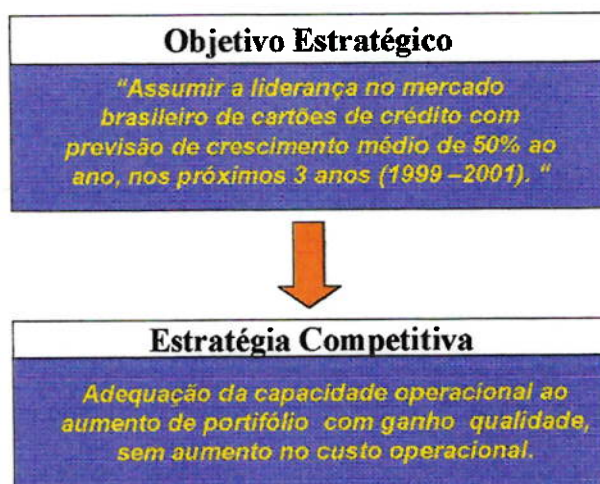 Objetivo Estratégico
“Assumir a liderança no mercado
brasileiro de cartões de crédito com
previsão de crescimento médio de 50% ao
ano, nos próximos 3 anos (1999 –2001). “
Estratégia Competitiva
Adequação da capacidade operacional ao
aumento de portifólio com ganho qualidade,
sem aumento no custo operacional.